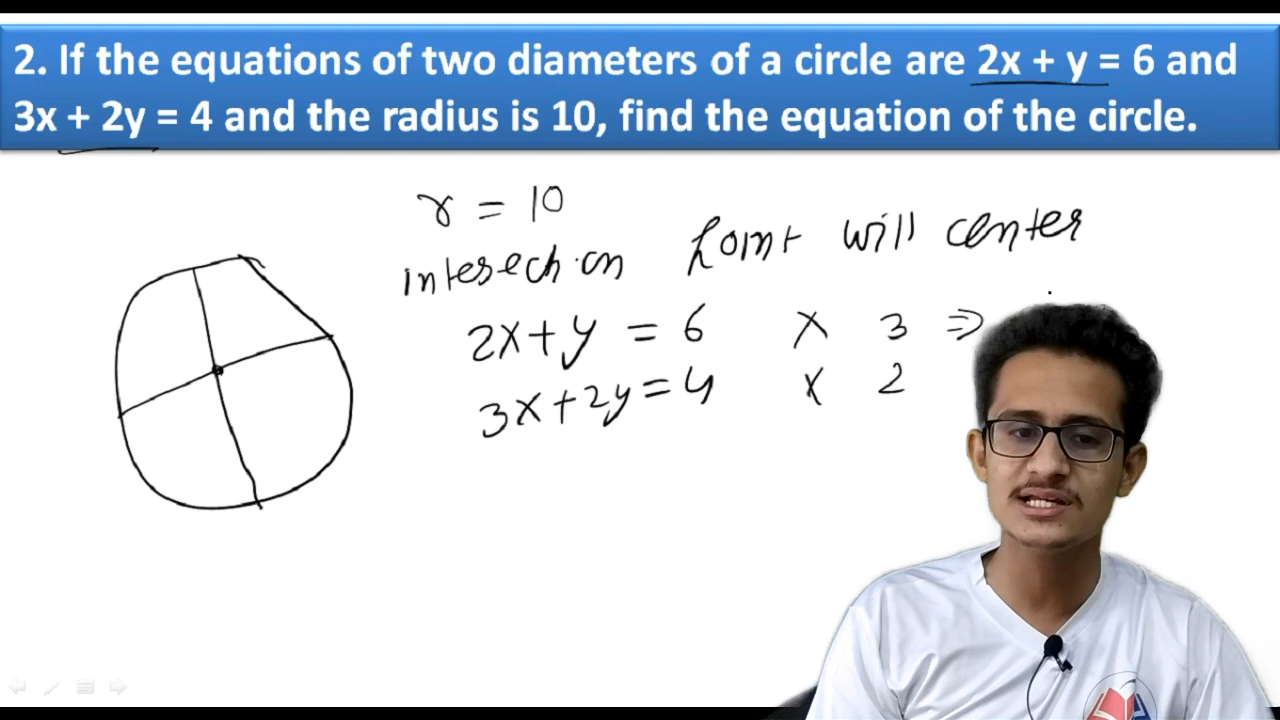 2. If the equations of two diameters of a circle are 2x + y = 6 and
3x + 2y = 4 and the radius is 10, find the equation of the circle.
r = 10
intersection point will center
2x+y = 6 × 3 ⇒
3x+2y=4 × 2